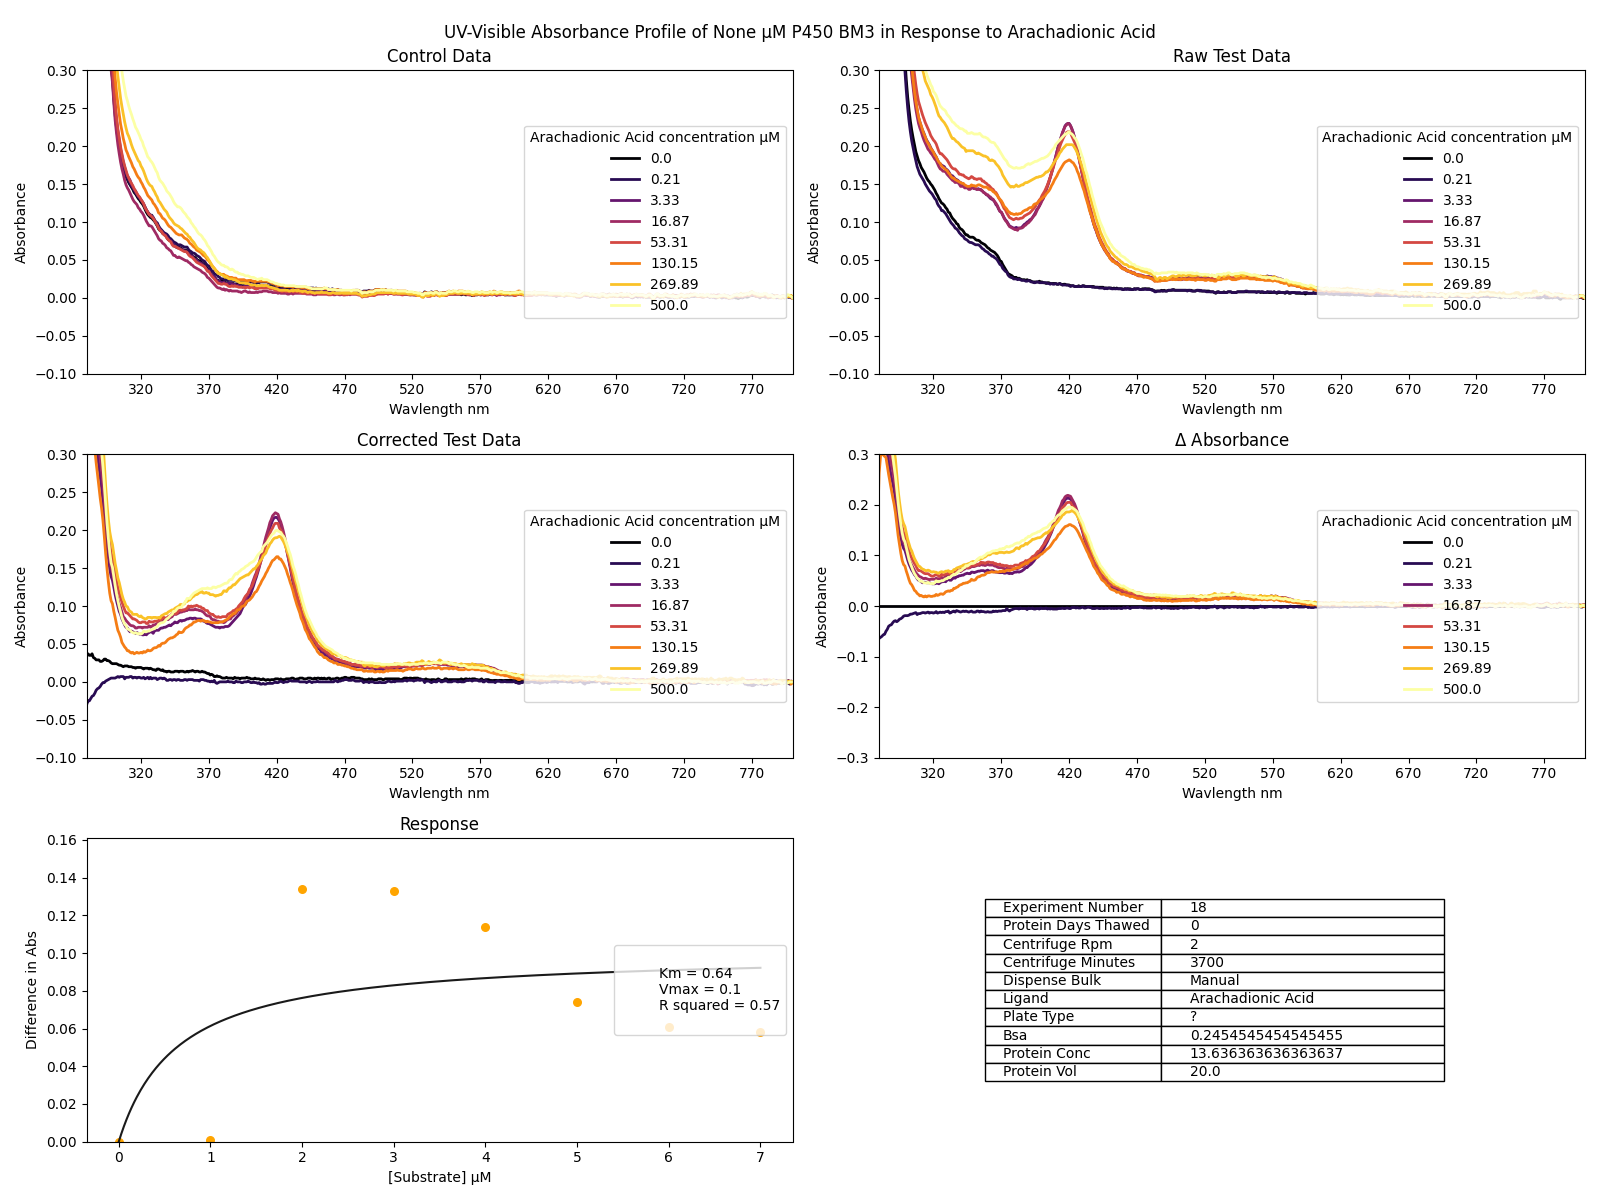 UV-Visible Absorbance Profile of None µM P450 BM3 in Response to Arachadionic Acid
Control Data
Absorbance
0.30
0.25
0.20
0.15
0.10
0.05
0.00
−0.05
−0.10
320 370 420 470 520 570 620 670 720 770
Wavlength nm
Arachadionic Acid concentration µM
0.0
0.21
3.33
16.87
53.31
130.15
269.89
500.0
Raw Test Data
Absorbance
0.30
0.25
0.20
0.15
0.10
0.05
0.00
−0.05
−0.10
320 370 420 470 520 570 620 670 720 770
Wavlength nm
Arachadionic Acid concentration µM
0.0
0.21
3.33
16.87
53.31
130.15
269.89
500.0
Corrected Test Data
Absorbance
0.30
0.25
0.20
0.15
0.10
0.05
0.00
−0.05
−0.10
320 370 420 470 520 570 620 670 720 770
Wavlength nm
Arachadionic Acid concentration µM
0.0
0.21
3.33
16.87
53.31
130.15
269.89
500.0
Δ Absorbance
Absorbance
0.3
0.2
0.1
0.0
−0.1
−0.2
−0.3
320 370 420 470 520 570 620 670 720 770
Wavlength nm
Arachadionic Acid concentration µM
0.0
0.21
3.33
16.87
53.31
130.15
269.89
500.0
Response
Difference in Abs
0.16
0.14
0.12
0.10
0.08
0.06
0.04
0.02
0.00
0 1 2 3 4 5 6 7
[Substrate] µM
Km = 0.64
Vmax = 0.1
R squared = 0.57
Experiment Number 18
Protein Days Thawed 0
Centrifuge Rpm 2
Centrifuge Minutes 3700
Dispense Bulk Manual
Ligand Arachadionic Acid
Plate Type ?
Bsa 0.2454545454545455
Protein Conc 13.636363636363637
Protein Vol 20.0